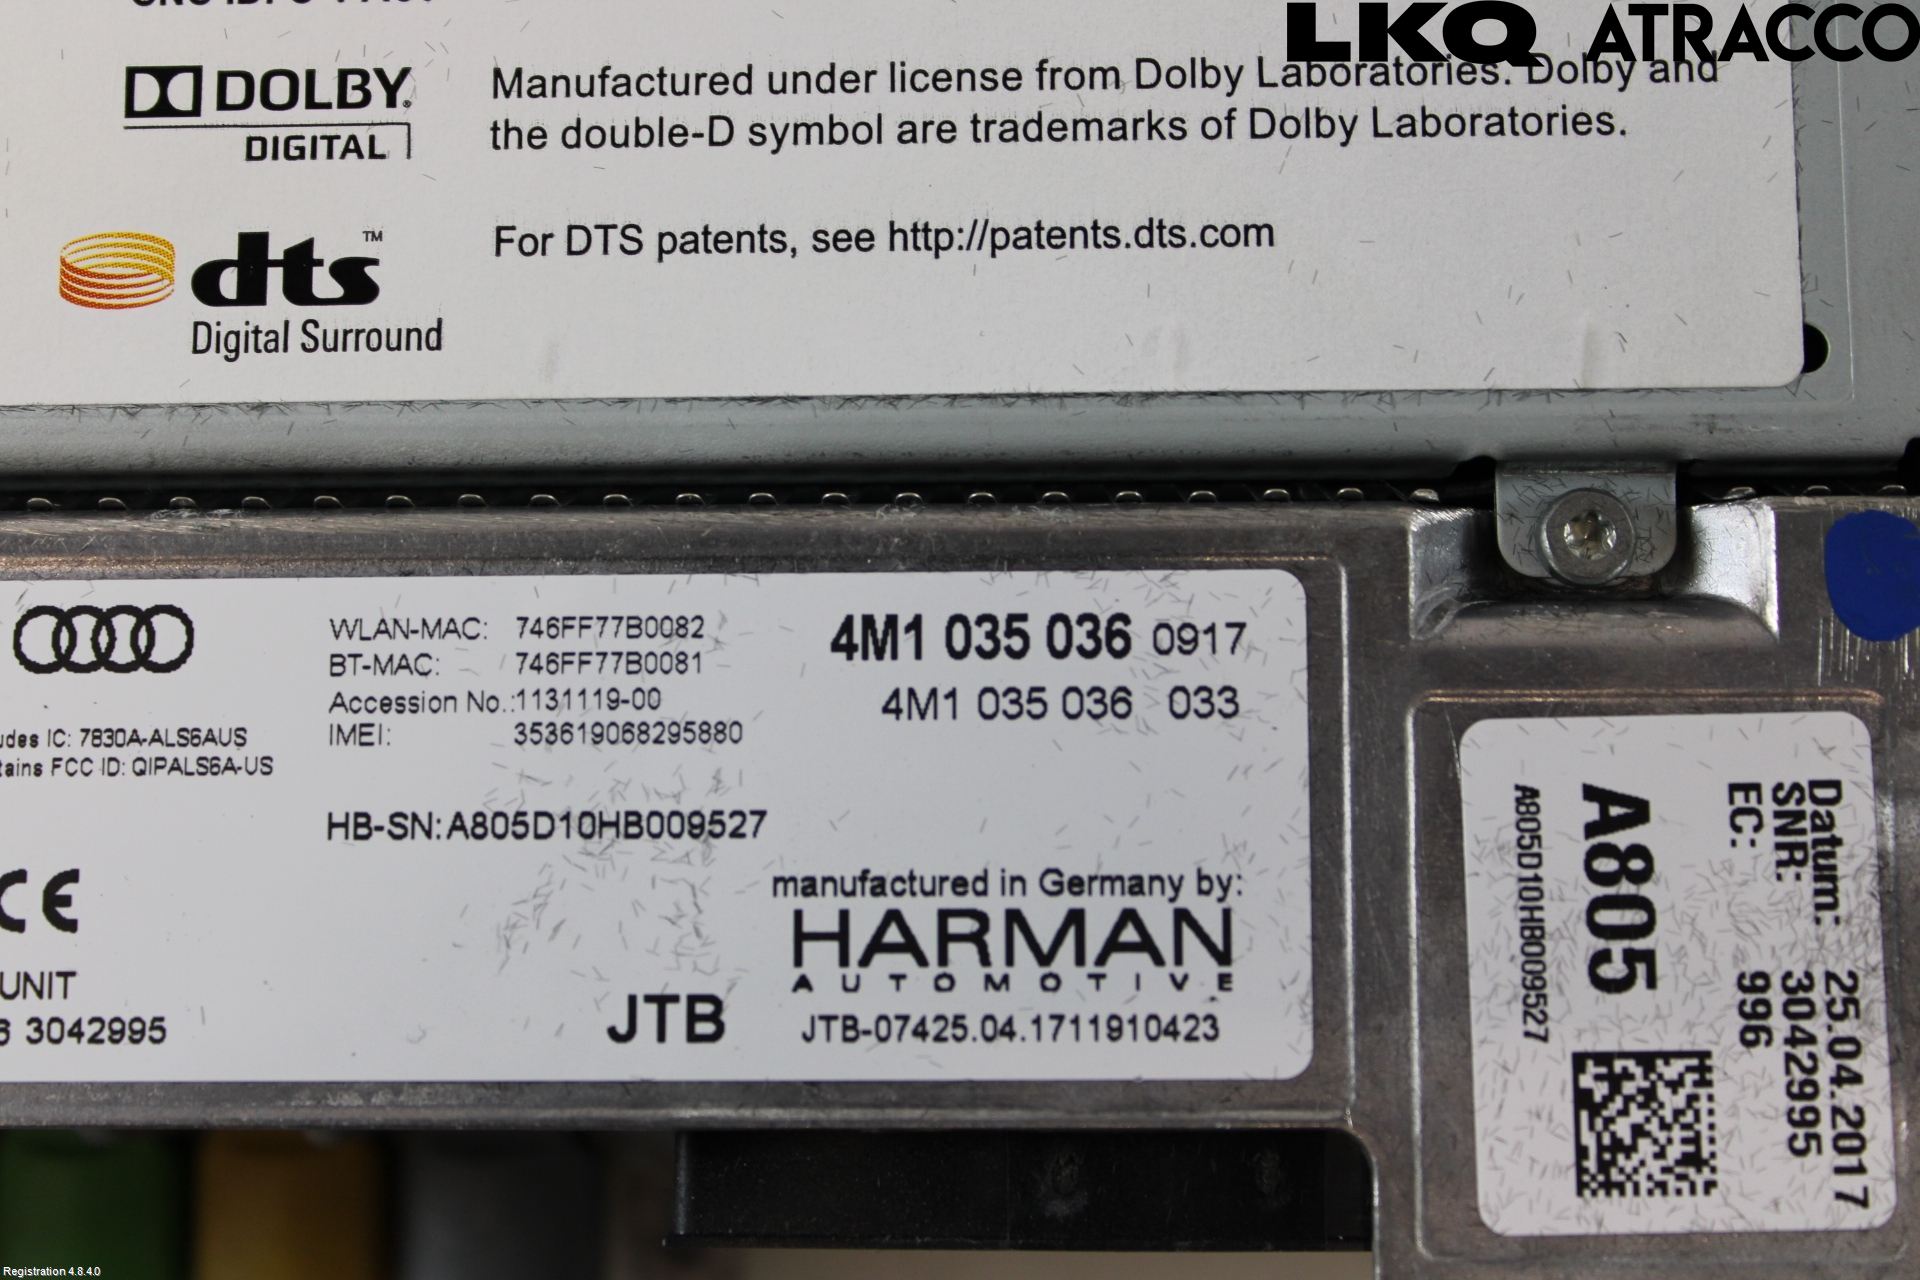 LKQ ATRACCO
DOLBY
DIGITAL
Manufactured under license from Dolby Laboratories. Dolby and
the double-D symbol are trademarks of Dolby Laboratories.
dts™
Digital Surround
For DTS patents, see http://patents.dts.com
WLAN-MAC: 746FF77B0082
BT-MAC: 746FF77B0081
Accession No.:1131119-00
IMEI: 353619068295880
4M1 035 036 0917
4M1 035 036 033
udes IC: 7830A-ALS6AUS
tains FCC ID: QIPALS6A-US
HB-SN: A805D10HB009527
CE
UNIT
3042995
manufactured in Germany by:
HARMAN
AUTOMOTIVE
JTB
JTB-07425.04.1711910423
Datum: 25.04.2017
SNR: 30429995
EC: 996
A805
A805D10HB009527
Registration 4.8.4.0